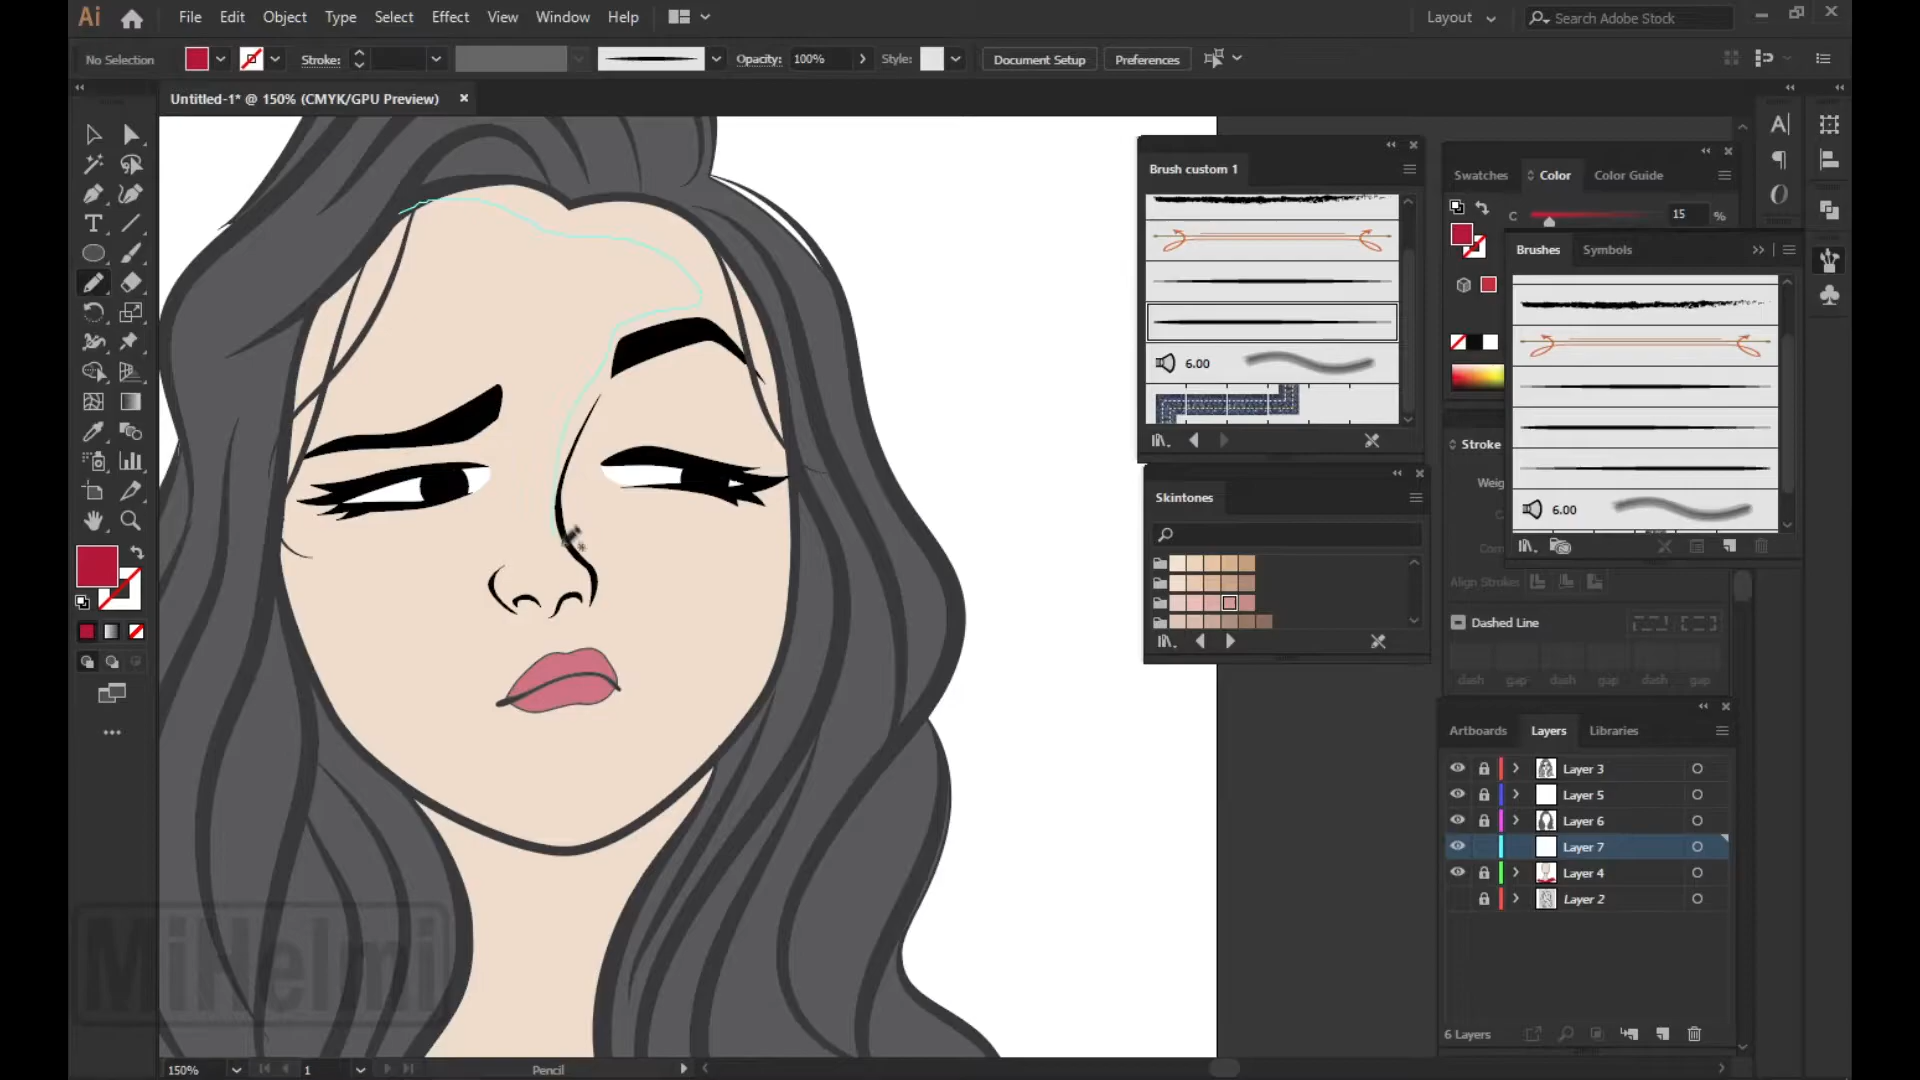 Ai File Edit Object Type Select Effect View Window Help Layout Search Adobe Stock
No Selection Stroke: Opacity: 100% Style: Document Setup Preferences
Untitled-1* @ 150% (CMYK/GPU Preview)
Brush custom 1
6.00
Skintones
Swatches Color Color Guide
C 15 %
Brushes Symbols
6.00
Stroke
Weig
Corn
Align Strokes
Dashed Line
dash gap dash gap dash gap
Artboards Layers Libraries
Layer 3
Layer 5
Layer 6
Layer 7
Layer 4
Layer 2
6 Layers
MiHelmi
150% 1 Pencil